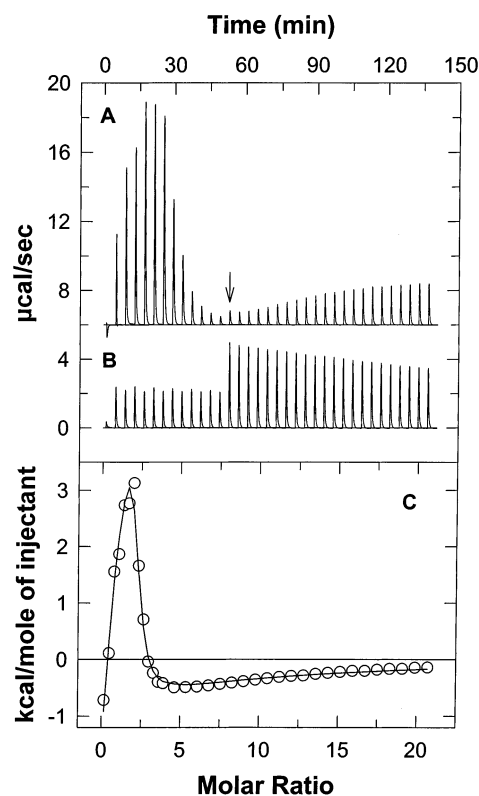 Time (min)
0 30 60 90 120 150
20
A
16
12
8
µcal/sec
B
4
0
3
C
2
1
0
-1
kcal/mole of injectant
0 5 10 15 20
Molar Ratio